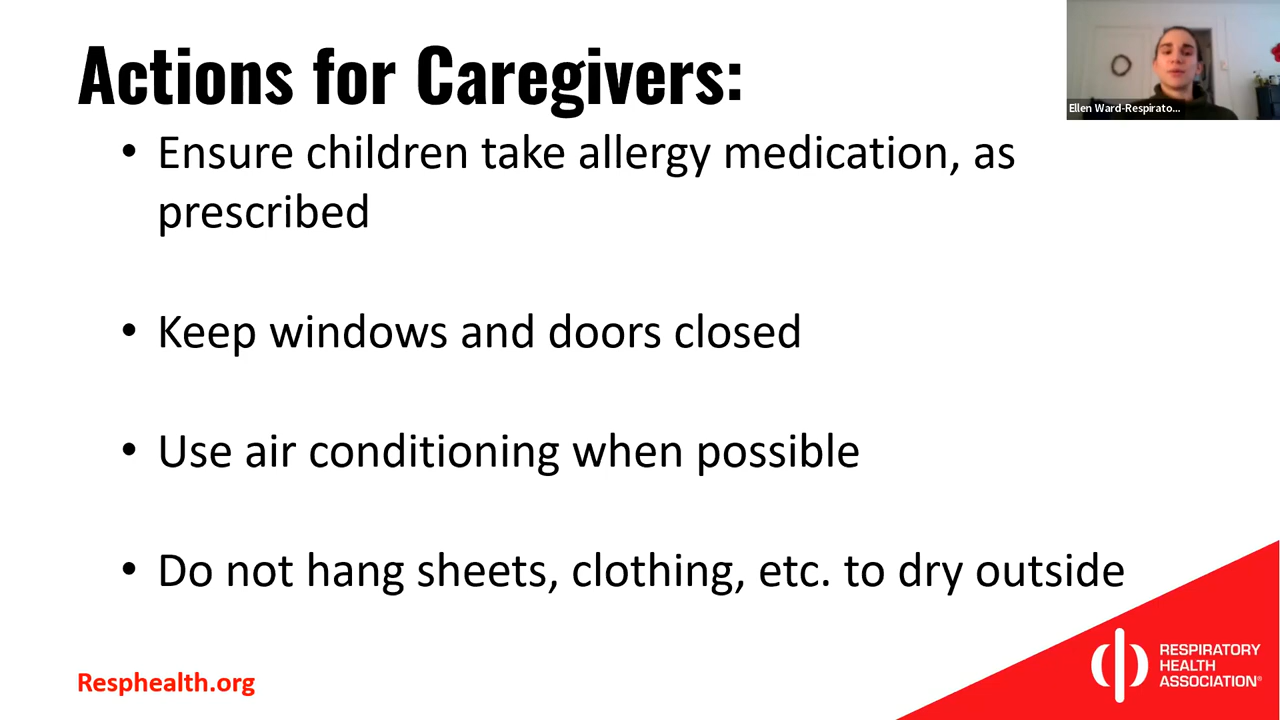 Actions for Caregivers:
Ellen Ward-Respirato...
• Ensure children take allergy medication, as
prescribed
• Keep windows and doors closed
• Use air conditioning when possible
• Do not hang sheets, clothing, etc. to dry outside
Resphealth.org
RESPIRATORY
HEALTH
ASSOCIATION®